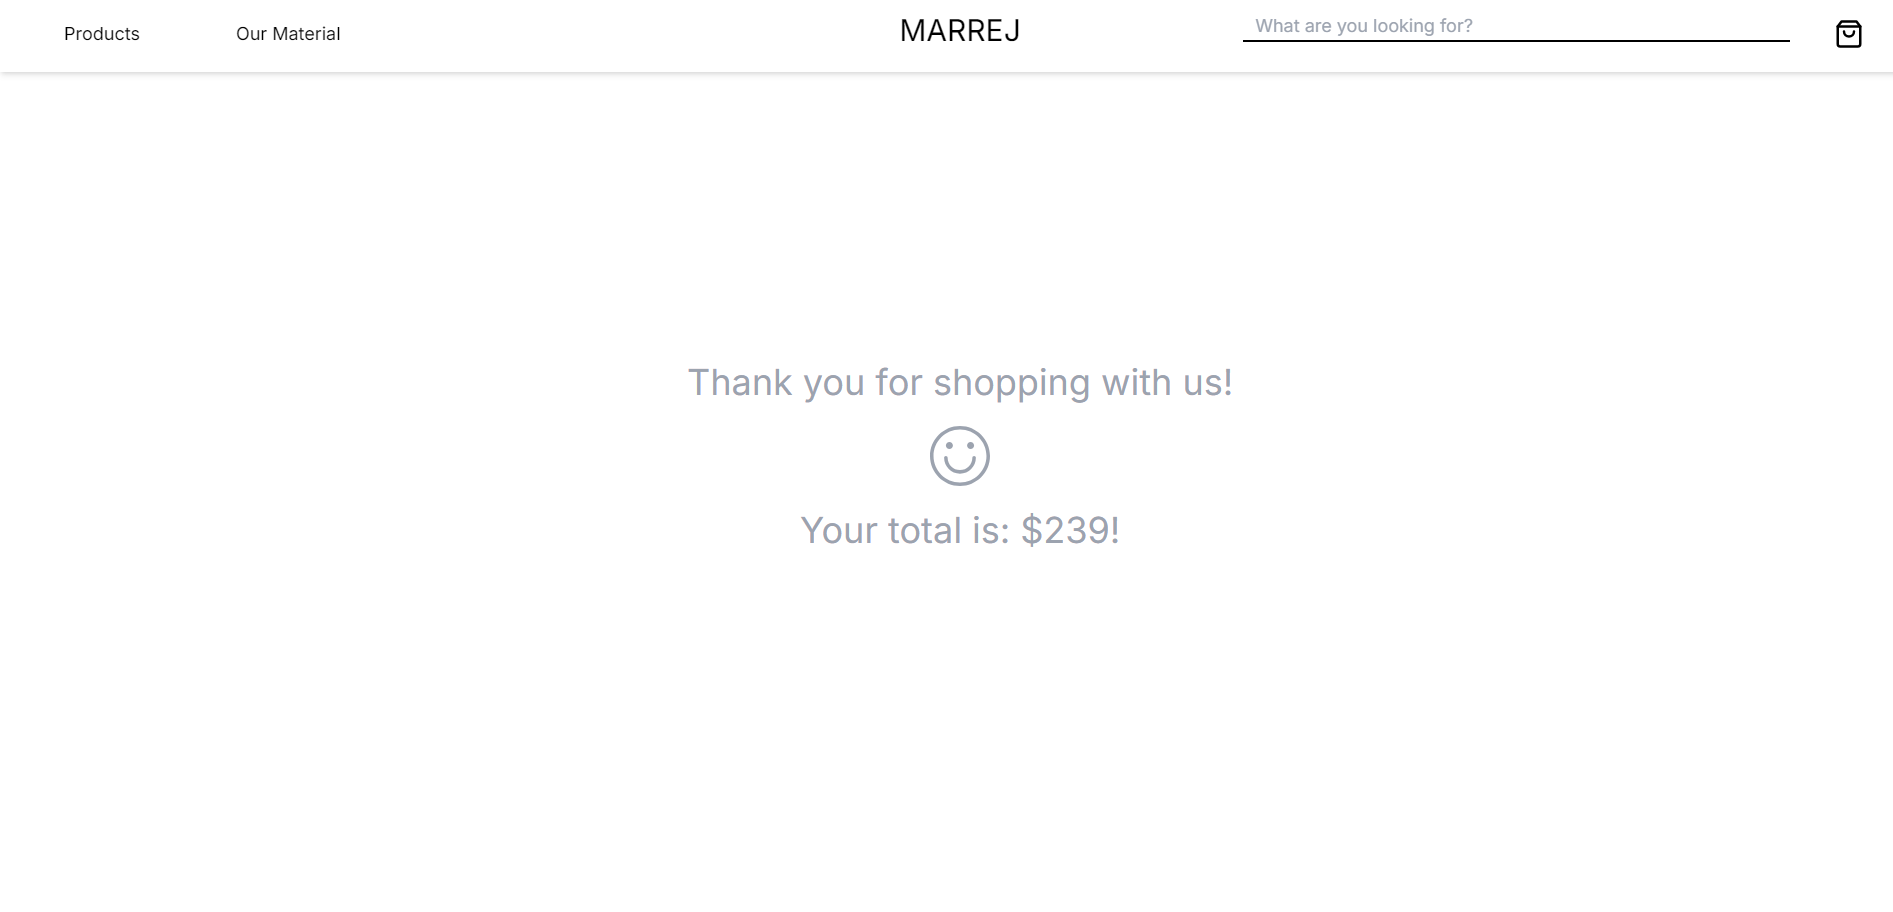 Products
Our Material
MARREJ
What are you looking for?
Thank you for shopping with us!
Your total is: $239!